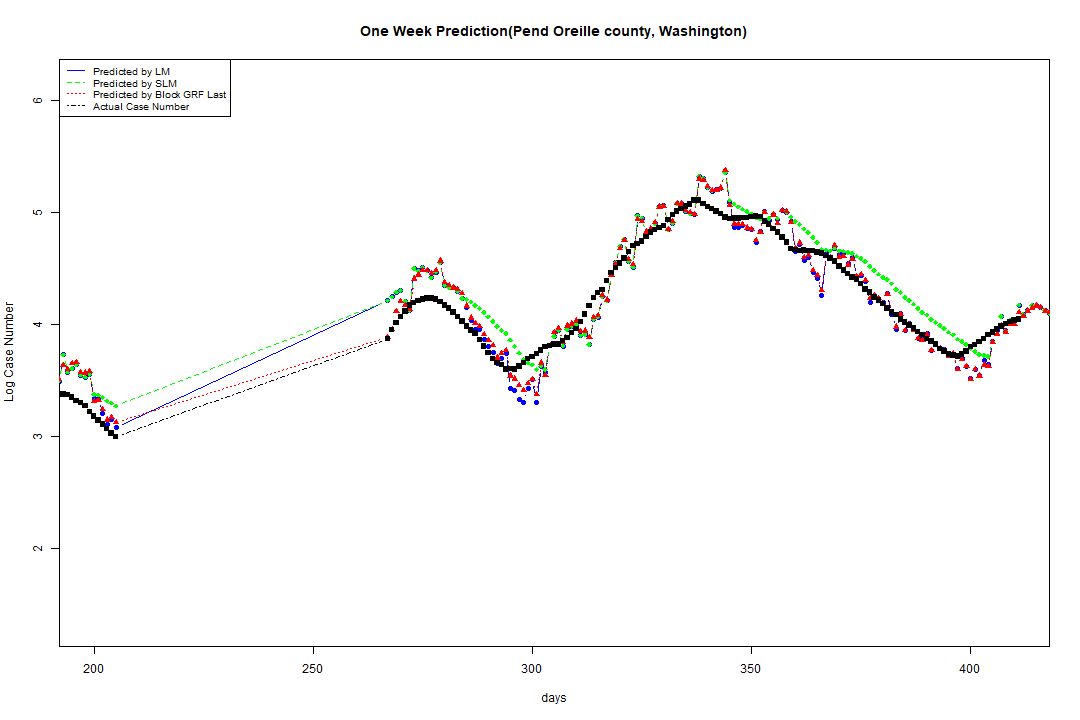 One Week Prediction(Pend Oreille county, Washington)
Predicted by LM
Predicted by SLM
Predicted by Block GRF Last
Actual Case Number
Log Case Number
6
5
4
3
2
200 250 300 350 400
days